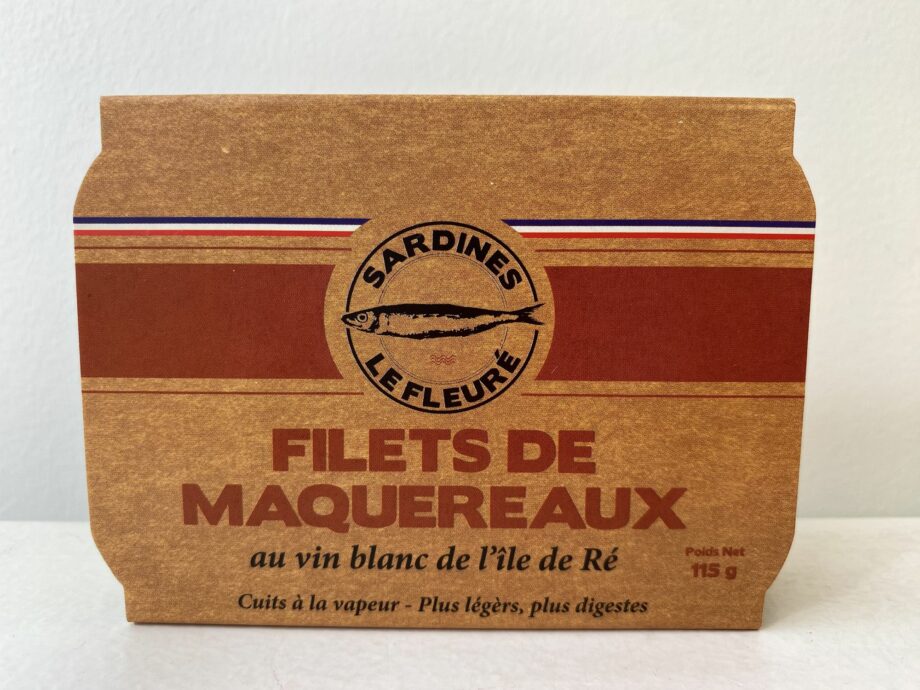 SARDINES
LE FLEURÉ
FILETS DE
MAQUEREAUX
au vin blanc de l'île de Ré
Poids Net
115 g
Cuits à la vapeur - Plus légèrs, plus digestes